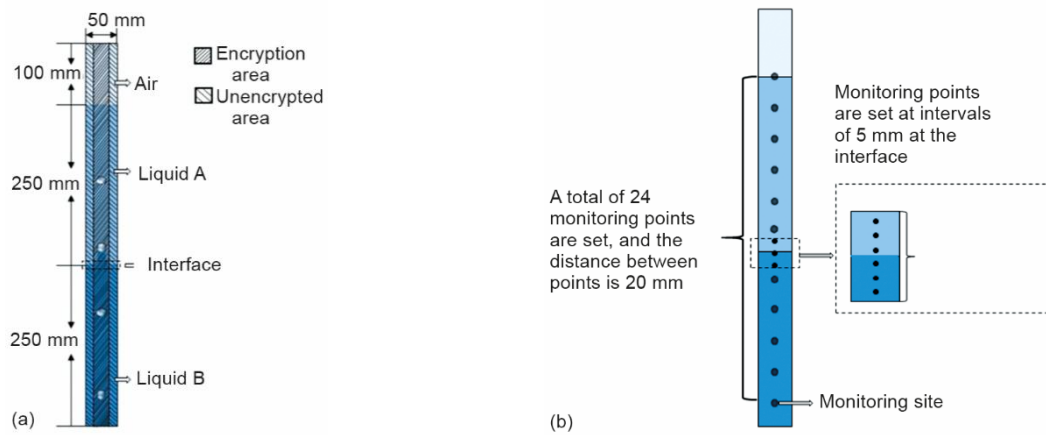 50 mm
100 mm
Encryption
area
Unencrypted
area
Air
250 mm
Liquid A
Interface
250 mm
Liquid B
(a)
Monitoring points
are set at intervals
of 5 mm at the
interface
A total of 24
monitoring points
are set, and the
distance between
points is 20 mm
Monitoring site
(b)